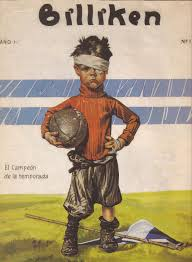 Billiken
AÑO 1
Nº 1
El Campeón
de la temporada